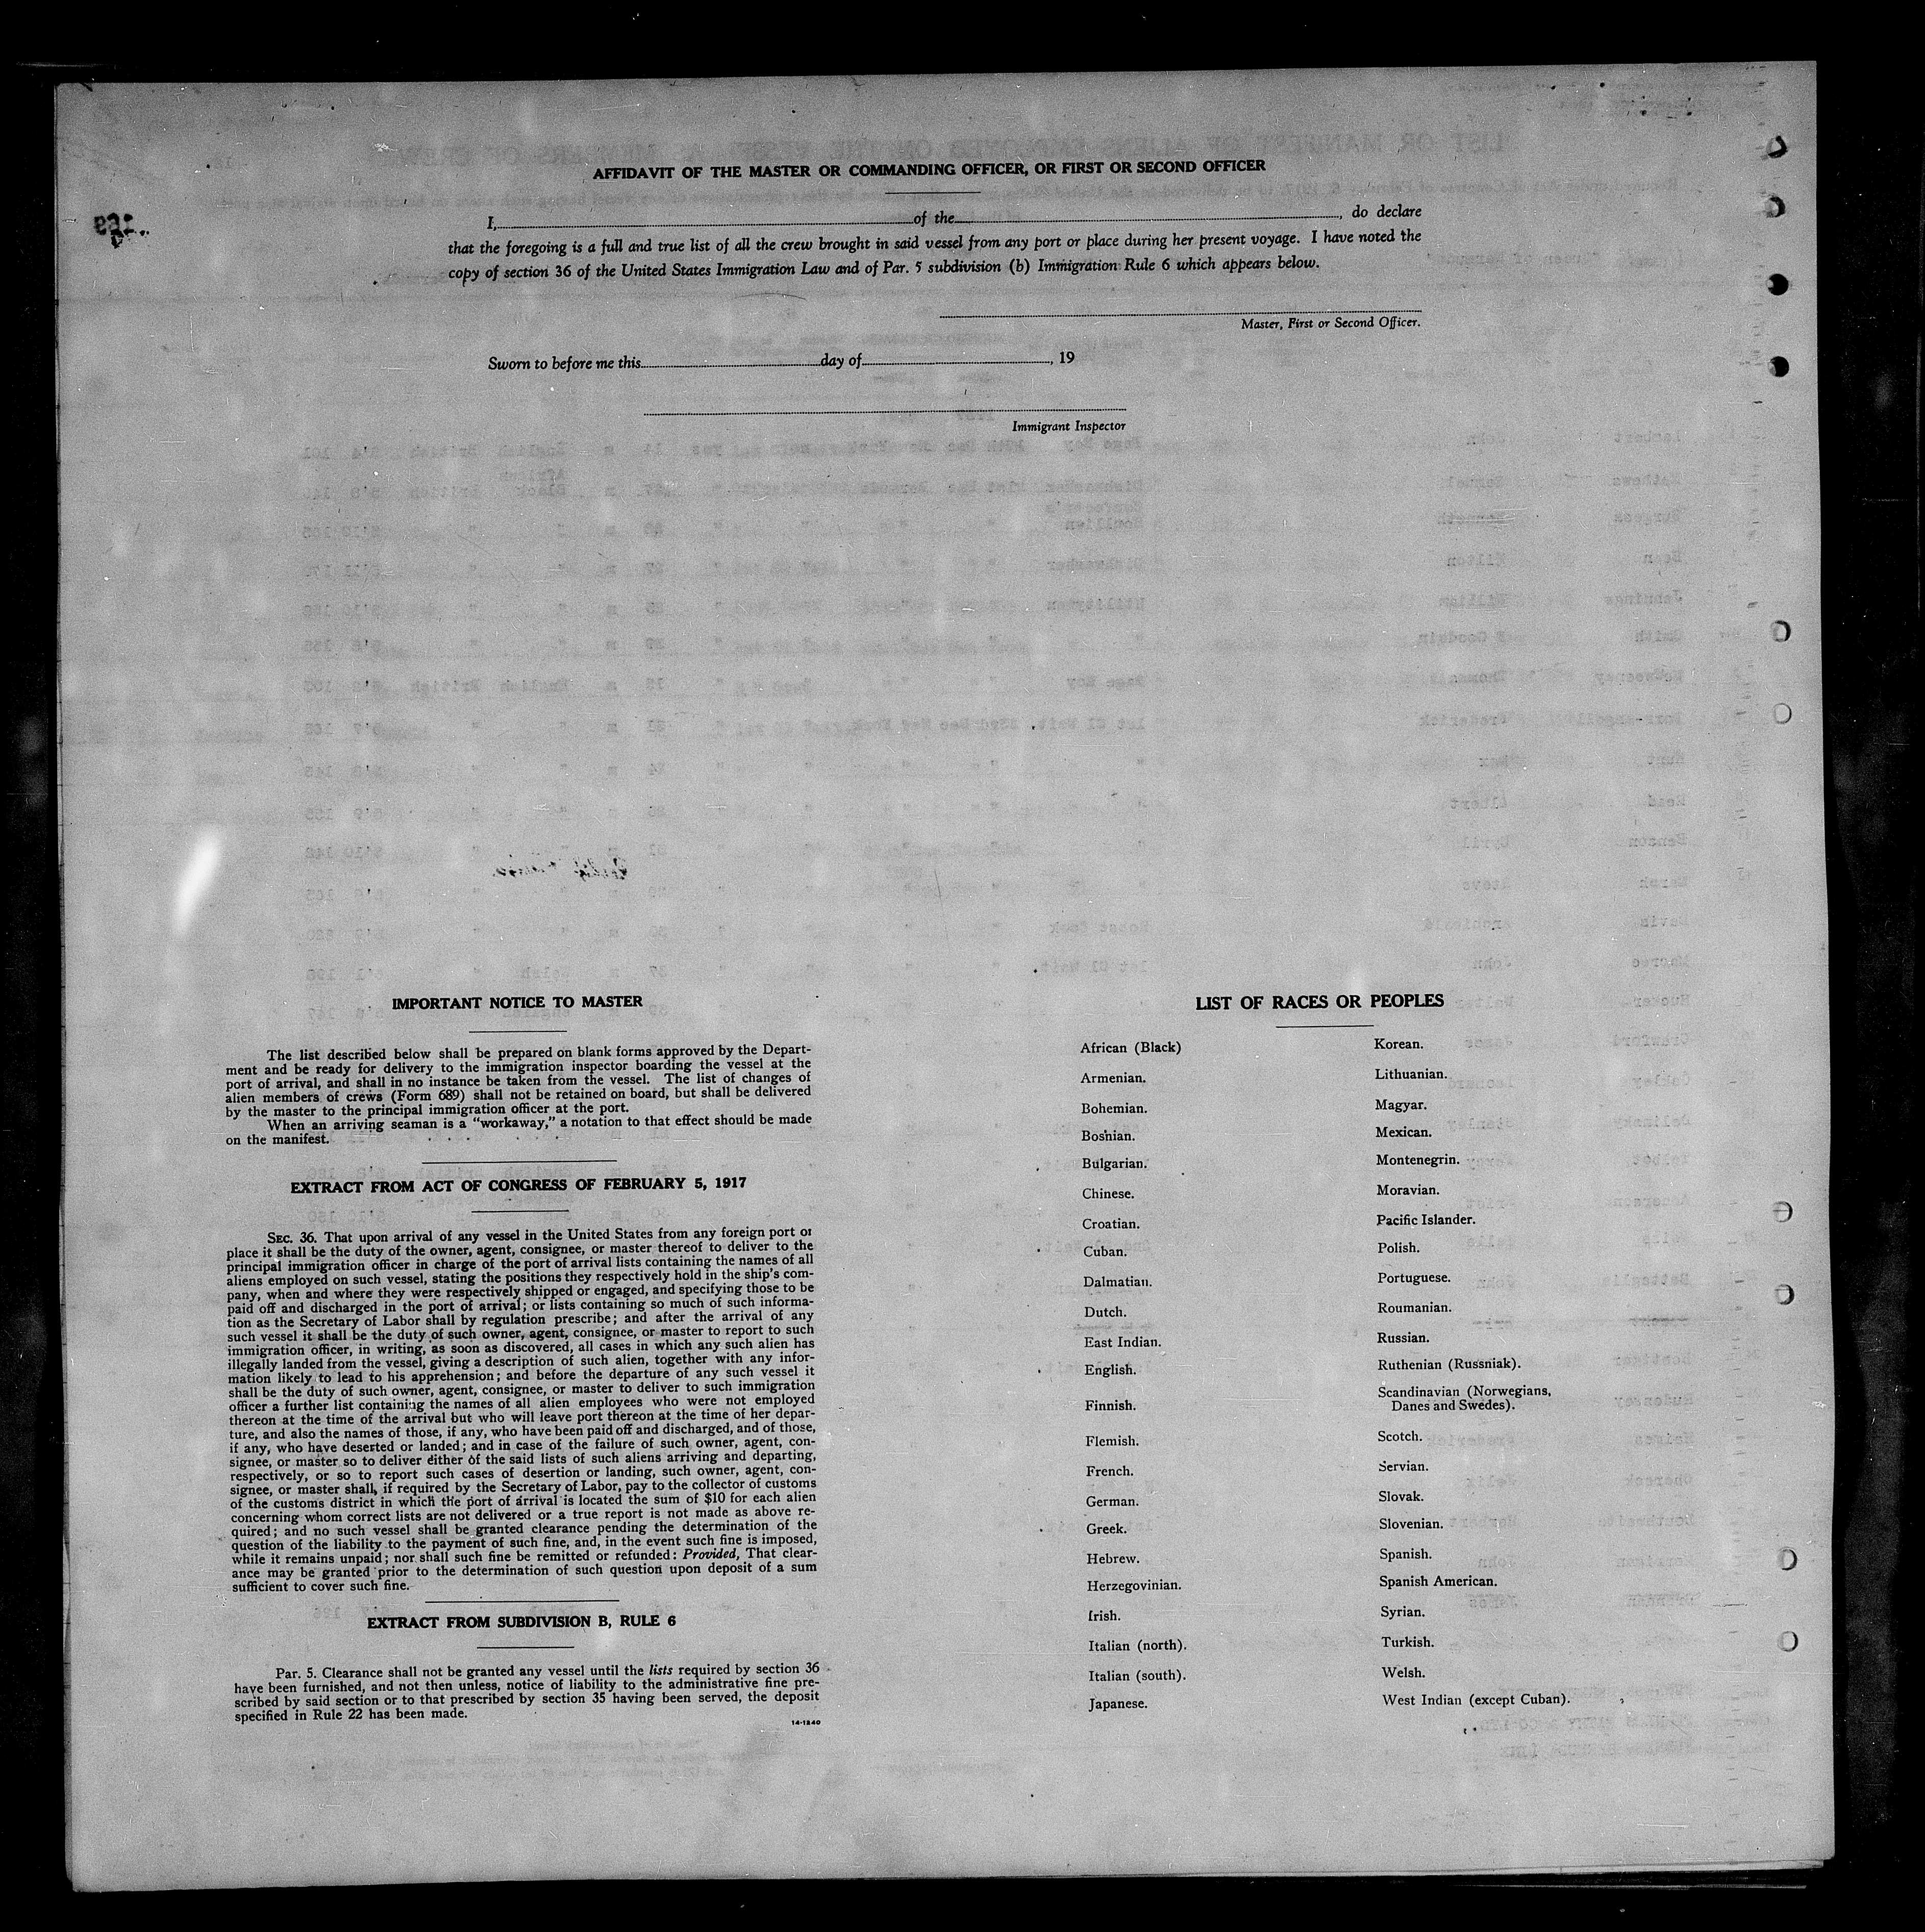 AFFIDAVIT OF THE MASTER OR COMMANDING OFFICER, OR FIRST OR SECOND OFFICER
I, of the , do declare
that the foregoing is a full and true list of all the crew brought in said vessel from any port or place during her present voyage. I have noted the
copy of section 36 of the United States Immigration Law and of Par. 5 subdivision (b) Immigration Rule 6 which appears below.
Master, First or Second Officer.
Sworn to before me this day of , 19
Immigrant Inspector
IMPORTANT NOTICE TO MASTER
The list described below shall be prepared on blank forms approved by the Depart-
ment and be ready for delivery to the immigration inspector boarding the vessel at the
port of arrival, and shall in no instance be taken from the vessel. The list of changes of
alien members of crews (Form 689) shall not be retained on board, but shall be delivered
by the master to the principal immigration officer at the port.
When an arriving seaman is a "workaway," a notation to that effect should be made
on the manifest.
EXTRACT FROM ACT OF CONGRESS OF FEBRUARY 5, 1917
SEC. 36. That upon arrival of any vessel in the United States from any foreign port or
place it shall be the duty of the owner, agent, consignee, or master thereof to deliver to the
principal immigration officer in charge of the port of arrival lists containing the names of all
aliens employed on such vessel, stating the positions they respectively hold in the ship's com-
pany, when and where they were respectively shipped or engaged, and specifying those to be
paid off and discharged in the port of arrival; or lists containing so much of such informa-
tion as the Secretary of Labor shall by regulation prescribe; and after the arrival of any
such vessel it shall be the duty of such owner, agent, consignee, or master to report to such
immigration officer, in writing, as soon as discovered, all cases in which any such alien has
illegally landed from the vessel, giving a description of such alien, together with any infor-
mation likely to lead to his apprehension; and before the departure of any such vessel it
shall be the duty of such owner, agent, consignee, or master to deliver to such immigration
officer a further list containing the names of all alien employees who were not employed
thereon at the time of the arrival but who will leave port thereon at the time of her depar-
ture, and also the names of those, if any, who have been paid off and discharged, and of those,
if any, who have deserted or landed; and in case of the failure of such owner, agent, con-
signee, or master so to deliver either of the said lists of such aliens arriving and departing,
respectively, or so to report such cases of desertion or landing, such owner, agent, con-
signee, or master shall, if required by the Secretary of Labor, pay to the collector of customs
of the customs district in which the port of arrival is located the sum of $10 for each alien
concerning whom correct lists are not delivered or a true report is not made as above re-
quired; and no such vessel shall be granted clearance pending the determination of the
question of the liability to the payment of such fine, and, in the event such fine is imposed,
while it remains unpaid; nor shall such fine be remitted or refunded: Provided, That clear-
ance may be granted prior to the determination of such question upon deposit of a sum
sufficient to cover such fine.
EXTRACT FROM SUBDIVISION B, RULE 6
Par. 5. Clearance shall not be granted any vessel until the lists required by section 36
have been furnished, and not then unless, notice of liability to the administrative fine pre-
scribed by said section or to that prescribed by section 35 having been served, the deposit
specified in Rule 22 has been made.
14-1240
LIST OF RACES OR PEOPLES
African (Black)
Armenian.
Bohemian.
Bosnian.
Bulgarian.
Chinese.
Croatian.
Cuban.
Dalmatian.
Dutch.
East Indian.
English.
Finnish.
Flemish.
French.
German.
Greek.
Hebrew.
Herzegovinian.
Irish.
Italian (north).
Italian (south).
Japanese.
Korean.
Lithuanian.
Magyar.
Mexican.
Montenegrin.
Moravian.
Pacific Islander.
Polish.
Portuguese.
Roumanian.
Russian.
Ruthenian (Russniak).
Scandinavian (Norwegians,
Danes and Swedes).
Scotch.
Servian.
Slovak.
Slovenian.
Spanish.
Spanish American.
Syrian.
Turkish.
Welsh.
West Indian (except Cuban).